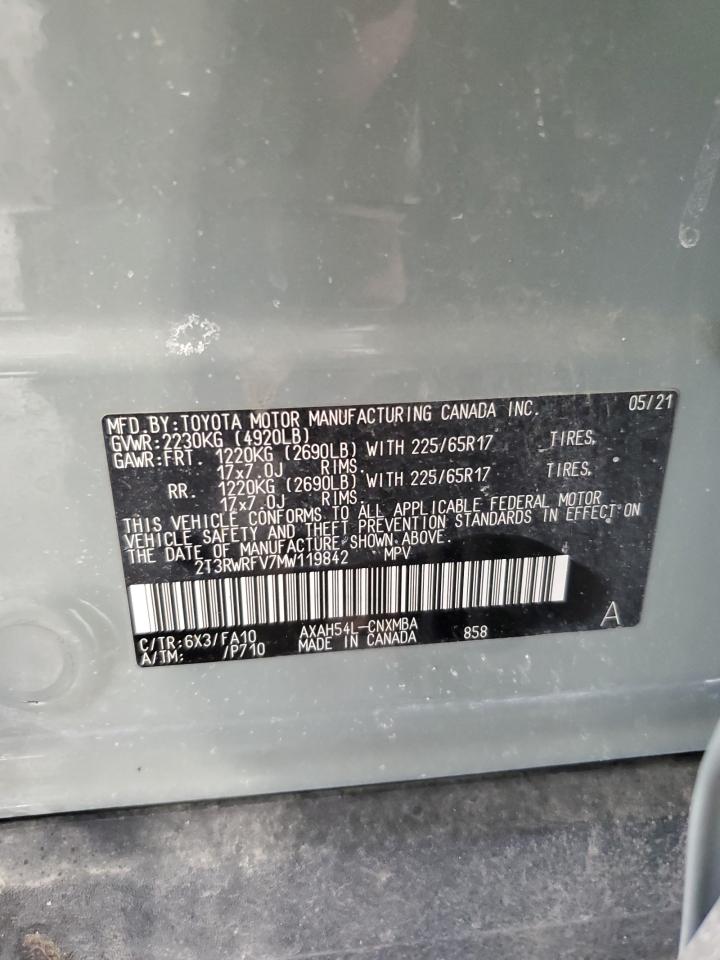 MFD.BY:TOYOTA MOTOR MANUFACTURING CANADA INC. 05/21
GVWR:2230KG (4920LB)
GAWR:FRT. 1220KG (2690LB) WITH 225/65R17 TIRES,
17x7.0J RIMS,
RR. 1220KG (2690LB) WITH 225/65R17 TIRES,
17x7.0J RIMS
THIS VEHICLE CONFORMS TO ALL APPLICABLE FEDERAL MOTOR
VEHICLE SAFETY AND THEFT PREVENTION STANDARDS IN EFFECT ON
THE DATE OF MANUFACTURE SHOWN ABOVE.
2T3RWRFV7MW119842 MPV
C/TR:6X3/FA10 AXAH54L-CNXMBA 858 A
A/TM: /P710 MADE IN CANADA